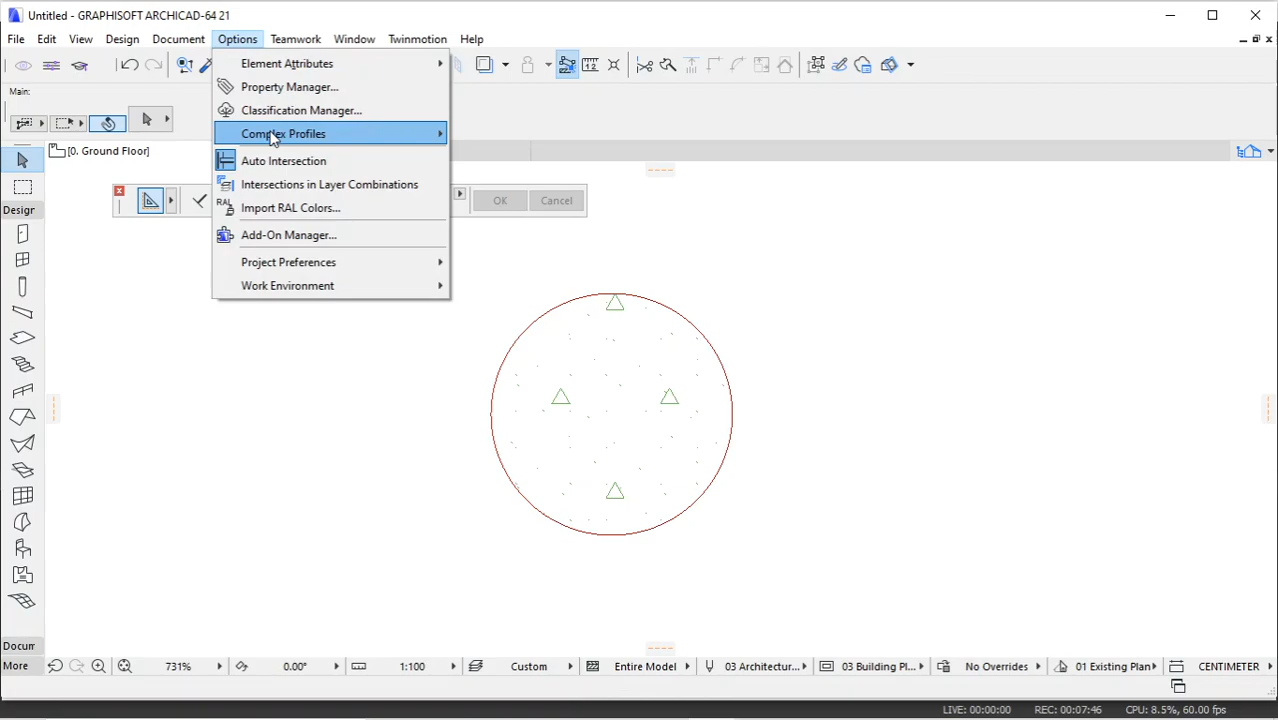 Untitled - GRAPHISOFT ARCHICAD-64 21
File Edit View Design Document Options Teamwork Window Twinmotion Help
Element Attributes
Property Manager...
Main:
Classification Manager...
Complex Profiles
[0. Ground Floor]
Auto Intersection
Intersections in Layer Combinations
OK Cancel
Design
RAL Import RAL Colors...
Add-On Manager...
Project Preferences
Work Environment
Docum
More 731% 0.00° 1:100 Custom Entire Model 03 Architectur... 03 Building Pl... No Overrides 01 Existing Plan CENTIMETER
LIVE: 00:00:00 REC: 00:07:46 CPU: 8.5%, 60.00 fps